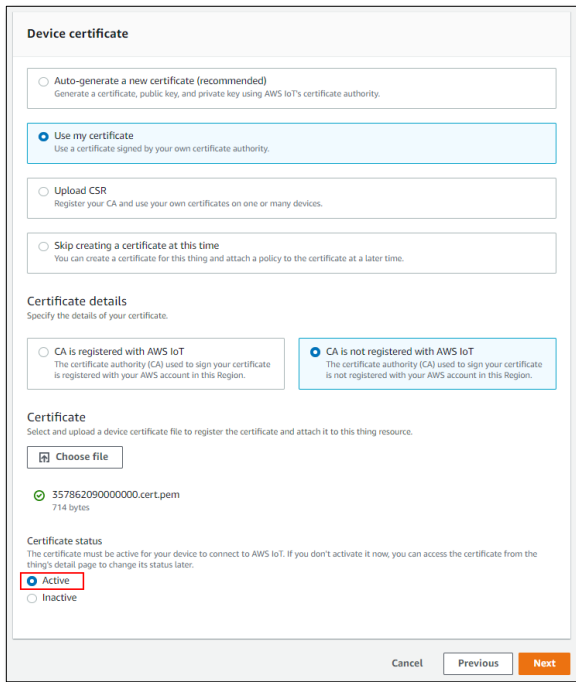 Device certificate
Auto-generate a new certificate (recommended)
Generate a certificate, public key, and private key using AWS IoT's certificate authority.
Use my certificate
Use a certificate signed by your own certificate authority.
Upload CSR
Register your CA and use your own certificates on one or many devices.
Skip creating a certificate at this time
You can create a certificate for this thing and attach a policy to the certificate at a later time.
Certificate details
Specify the details of your certificate.
CA is registered with AWS IoT
The certificate authority (CA) used to sign your certificate
is registered with your AWS account in this Region.
CA is not registered with AWS IoT
The certificate authority (CA) used to sign your certificate
is not registered with your AWS account in this Region.
Certificate
Select and upload a device certificate file to register the certificate and attach it to this thing resource.
Choose file
357862090000000.cert.pem
714 bytes
Certificate status
The certificate must be active for your device to connect to AWS IoT. If you don't activate it now, you can access the certificate from the
thing's detail page to change its status later.
Active
Inactive
Cancel Previous Next